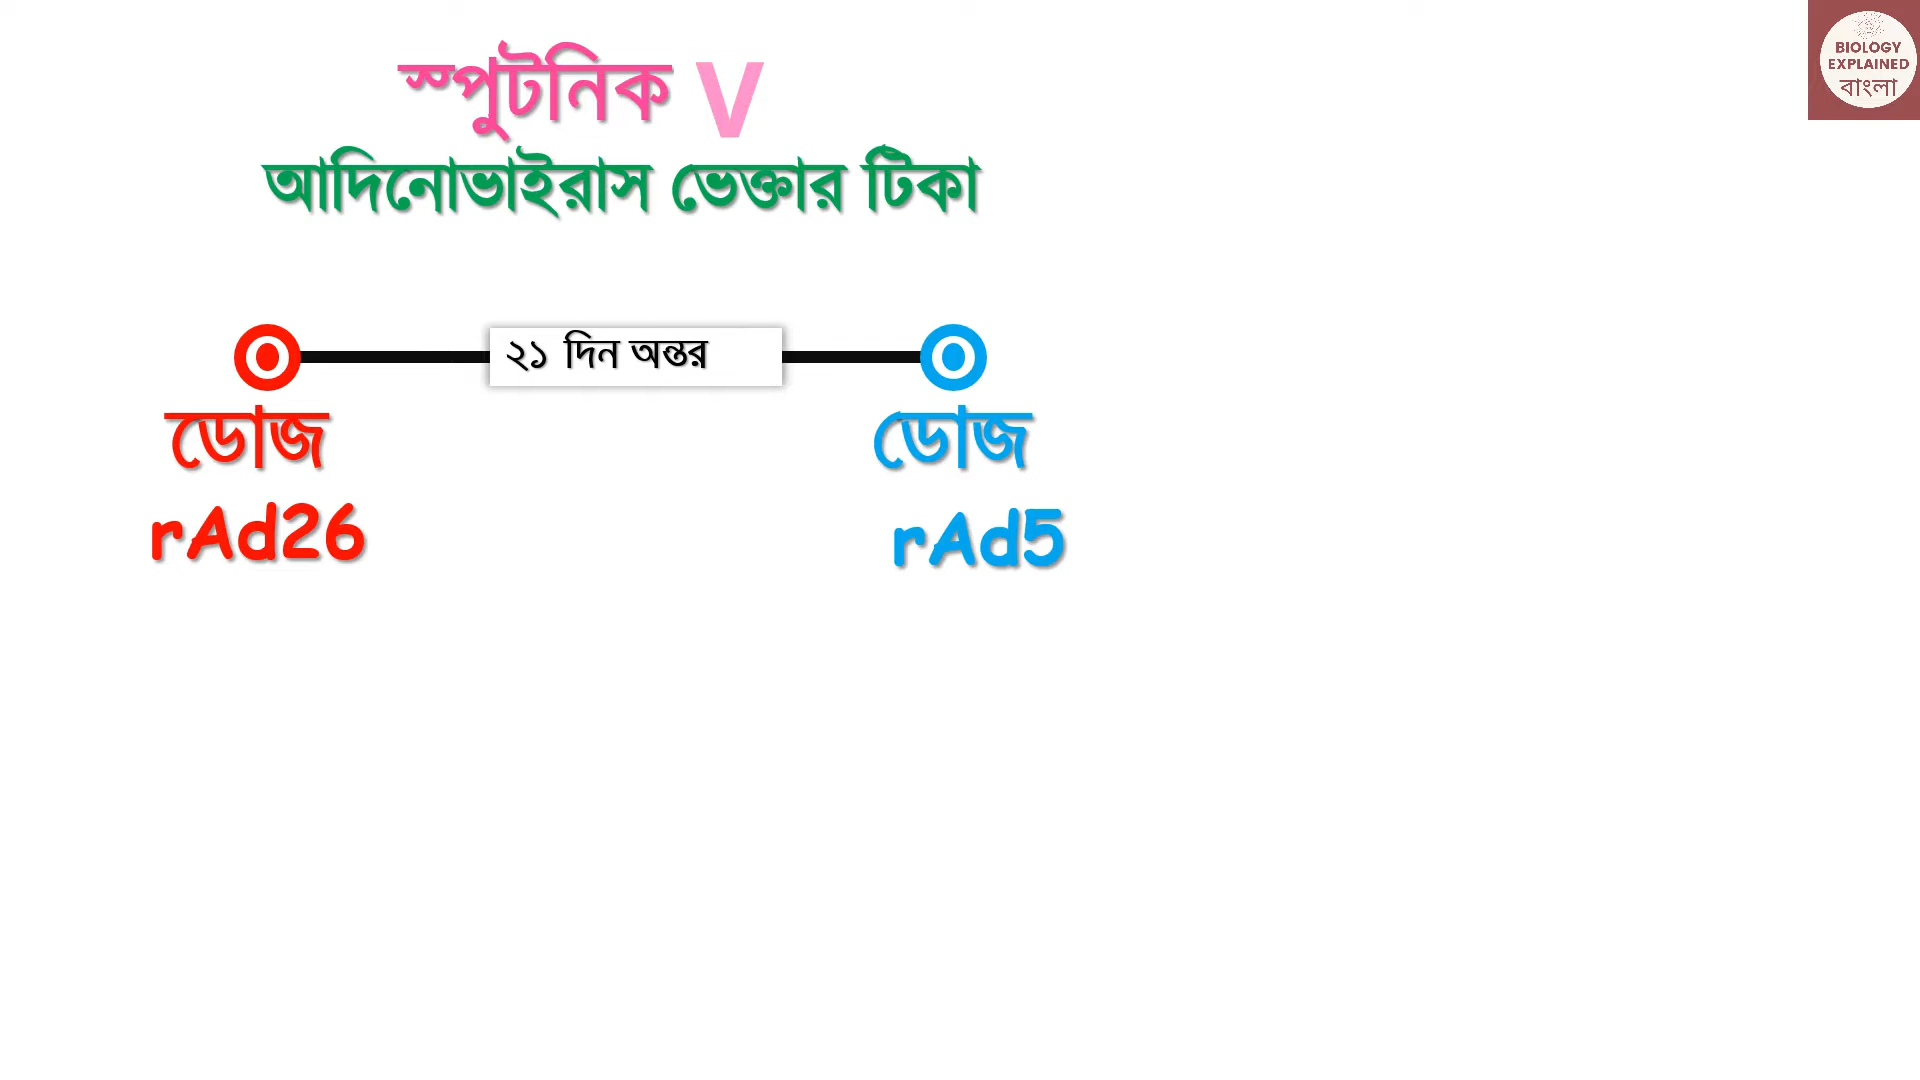 স্পুটনিক V
আদিনোভাইরাস ভেক্তার টিকা
২১ দিন অন্তর
ডোজ
rAd26
ডোজ
rAd5
BIOLOGY
EXPLAINED
বাংলা